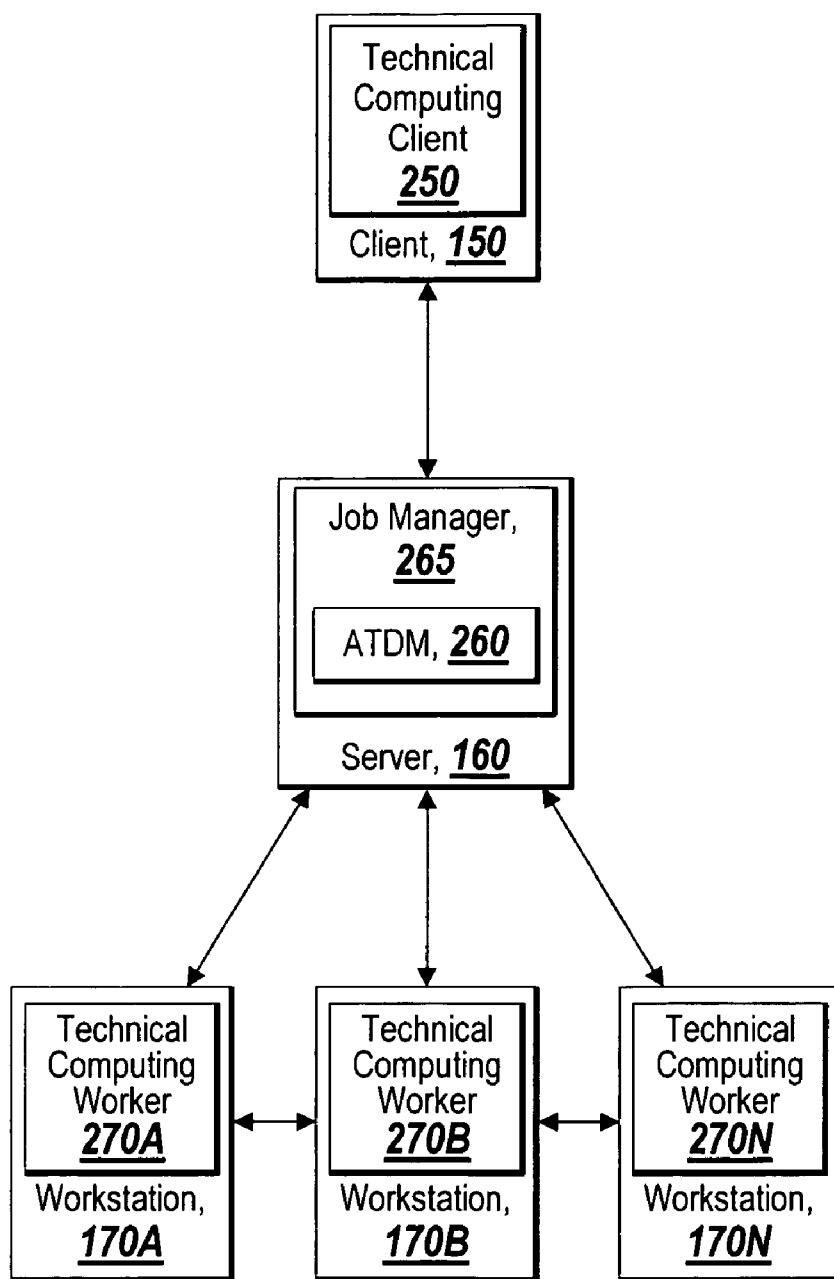 Technical
Computing
Client
250
Client, 150
Job Manager,
265
ATDM, 260
Server, 160
Technical
Computing
Worker
270A
Workstation,
170A
Technical
Computing
Worker
270B
Workstation,
170B
Technical
Computing
Worker
270N
Workstation,
170N